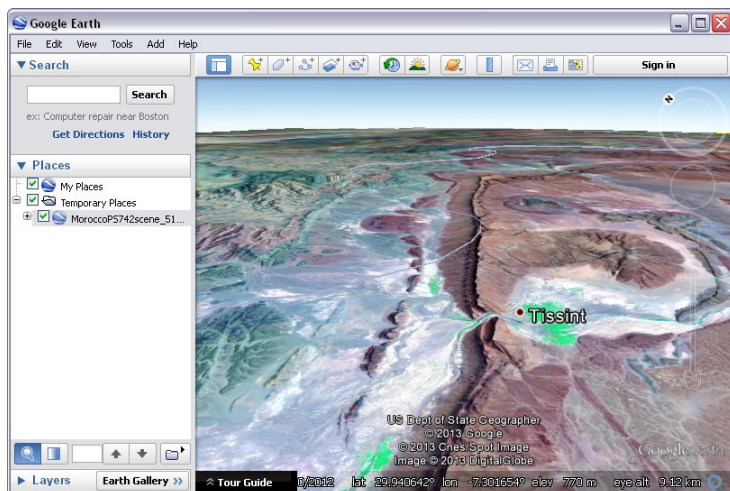 Google Earth
File Edit View Tools Add Help
Search
Sign in
Search
ex: Computer repair near Boston
Get Directions History
Places
My Places
Temporary Places
MoroccoPS742scene_51...
N
Tissint
US Dept of State Geographer
© 2013 Google
© 2013 Cnes/Spot Image
Image © 2013 DigitalGlobe
Google earth
Layers
Earth Gallery >>
Tour Guide
0/2012 lat 29.940642° lon -7.301654° elev 770 m eye alt 9.12 km